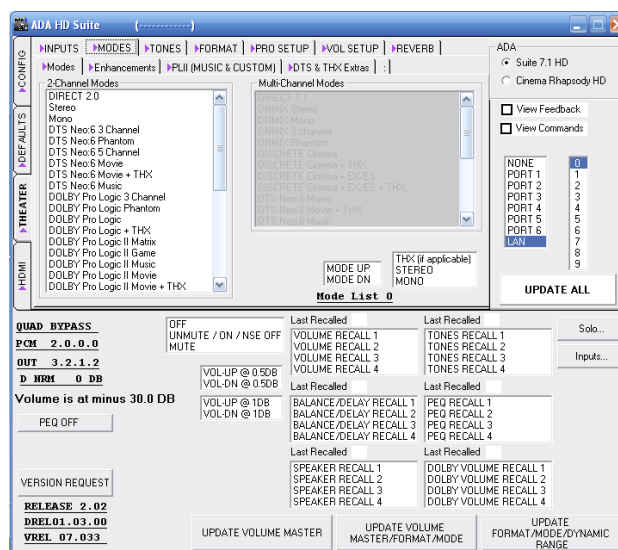 ADA HD Suite (------------)
INPUTS MODES TONES FORMAT PRO SETUP VOL SETUP REVERB
Modes Enhancements PLII (MUSIC & CUSTOM) DTS & THX Extras :
CONFIG
DEFAULTS
THEATER
HDMI
2-Channel Modes
DIRECT 2.0
Stereo
Mono
DTS Neo:6 3 Channel
DTS Neo:6 Phantom
DTS Neo:6 5 Channel
DTS Neo:6 Movie
DTS Neo:6 Movie + THX
DTS Neo:6 Music
DOLBY Pro Logic 3 Channel
DOLBY Pro Logic Phantom
DOLBY Pro Logic
DOLBY Pro Logic + THX
DOLBY Pro Logic II Matrix
DOLBY Pro Logic II Game
DOLBY Pro Logic II Music
DOLBY Pro Logic II Movie
DOLBY Pro Logic II Movie + THX
Multi-Channel Modes
DIRECT 7.1
DNMIX Stereo
DNMIX Mono
DNMIX 3 channel
DNMIX Phantom
DISCRETE Cinema
DISCRETE Cinema + THX
DISCRETE Cinema + EX/ES
DISCRETE Cinema + EX/ES + THX
DTS Neo:6 Movie
DTS Neo:6 Movie + THX
DTS Neo:6 Music
MODE UP
MODE DN
THX (if applicable)
STEREO
MONO
Mode List 0
ADA
Suite 7.1 HD
Cinema Rhapsody HD
View Feedback
View Commands
NONE
PORT 1
PORT 2
PORT 3
PORT 4
PORT 5
PORT 6
LAN
0
1
2
3
4
5
6
7
8
9
UPDATE ALL
QUAD BYPASS
PCM 2.0.0.0
OUT 3.2.1.2
D NRM 0 DB
Volume is at minus 30.0 DB
PEQ OFF
VERSION REQUEST
RELEASE 2.02
DREL01.03.00
VREL 07.033
OFF
UNMUTE / ON / NSE OFF
MUTE
VOL-UP @ 0.5DB
VOL-DN @ 0.5DB
VOL-UP @ 1DB
VOL-DN @ 1DB
Last Recalled
VOLUME RECALL 1
VOLUME RECALL 2
VOLUME RECALL 3
VOLUME RECALL 4
Last Recalled
TONES RECALL 1
TONES RECALL 2
TONES RECALL 3
TONES RECALL 4
Last Recalled
BALANCE/DELAY RECALL 1
BALANCE/DELAY RECALL 2
BALANCE/DELAY RECALL 3
BALANCE/DELAY RECALL 4
Last Recalled
PEQ RECALL 1
PEQ RECALL 2
PEQ RECALL 3
PEQ RECALL 4
Last Recalled
SPEAKER RECALL 1
SPEAKER RECALL 2
SPEAKER RECALL 3
SPEAKER RECALL 4
Last Recalled
DOLBY VOLUME RECALL 1
DOLBY VOLUME RECALL 2
DOLBY VOLUME RECALL 3
DOLBY VOLUME RECALL 4
Solo...
Inputs...
UPDATE VOLUME MASTER
UPDATE VOLUME
MASTER/FORMAT/MODE
UPDATE
FORMAT/MODE/DYNAMIC
RANGE